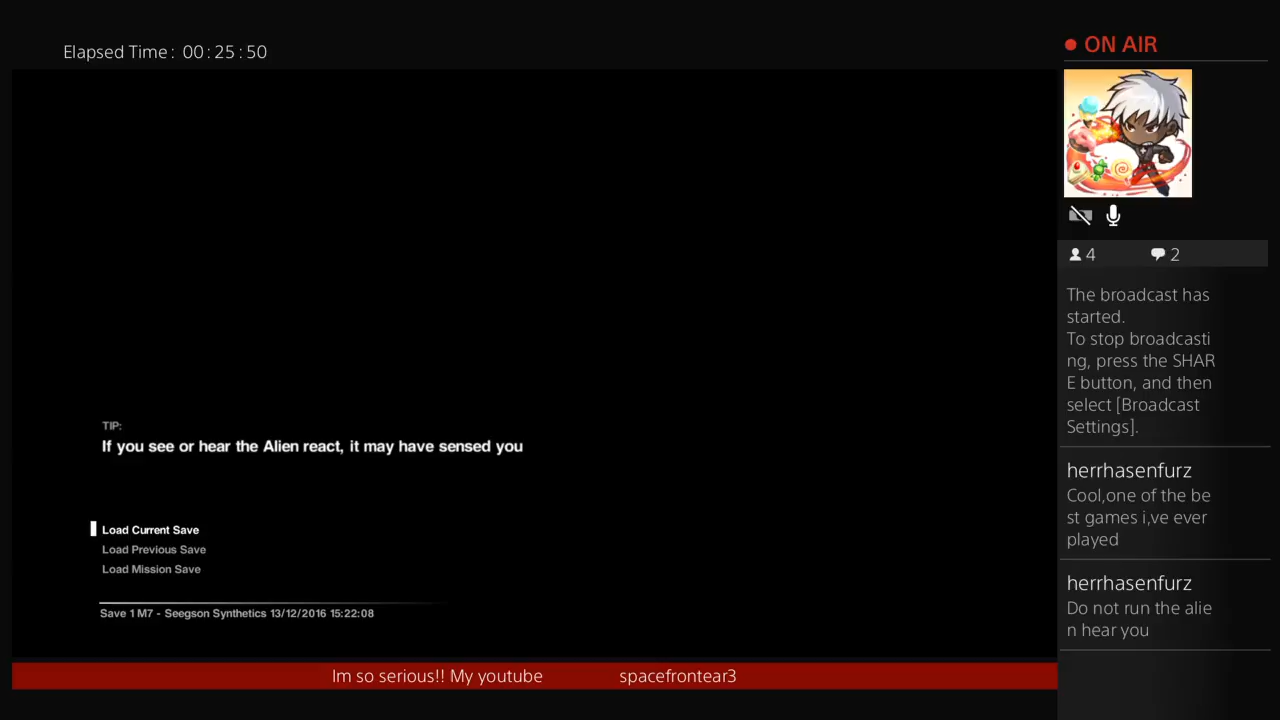 Elapsed Time: 00:25:50
ON AIR
4
2
The broadcast has
started.
To stop broadcasti
ng, press the SHAR
E button, and then
select [Broadcast
Settings].
herrhasenfurz
Cool,one of the be
st games i,ve ever
played
herrhasenfurz
Do not run the alie
n hear you
TIP:
If you see or hear the Alien react, it may have sensed you
Load Current Save
Load Previous Save
Load Mission Save
Save 1 M7 - Seegson Synthetics 13/12/2016 15:22:08
Im so serious!! My youtube spacefrontear3